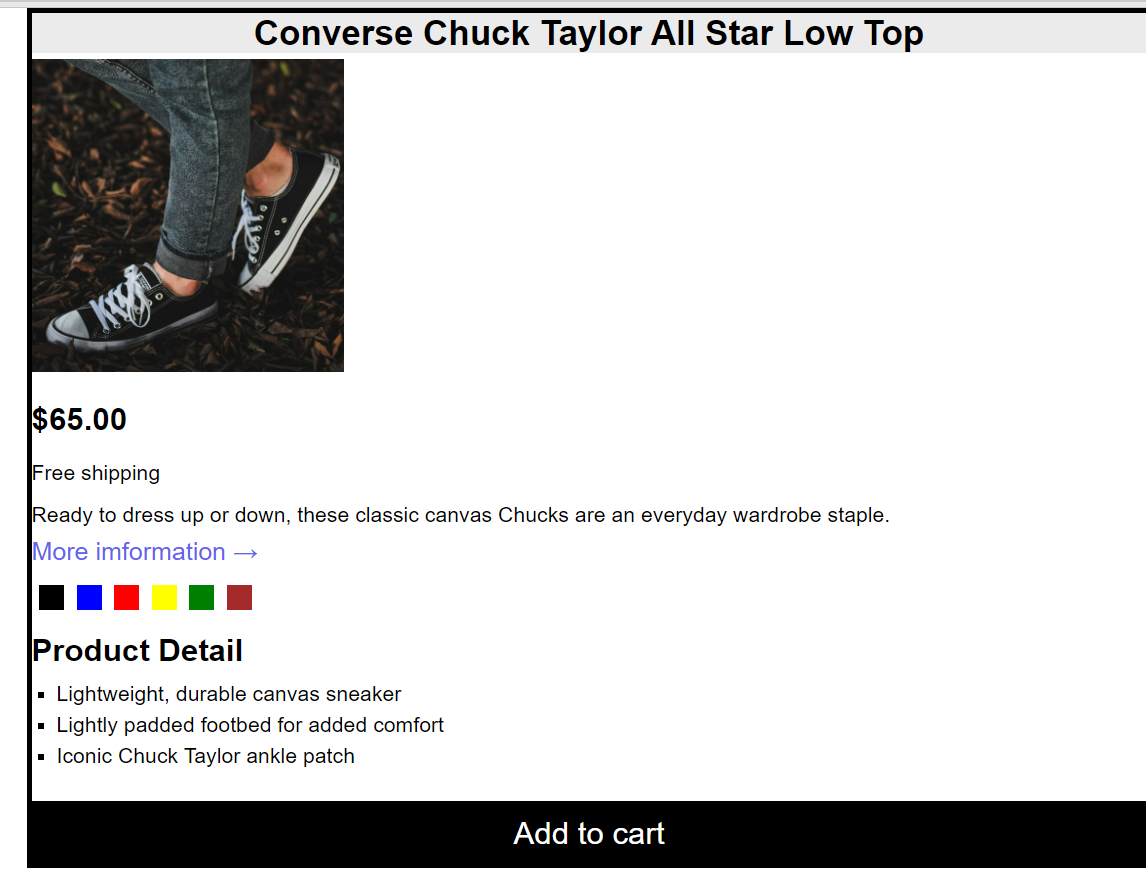 Converse Chuck Taylor All Star Low Top
$65.00
Free shipping
Ready to dress up or down, these classic canvas Chucks are an everyday wardrobe staple.
More imformation →
Product Detail
▪ Lightweight, durable canvas sneaker
▪ Lightly padded footbed for added comfort
▪ Iconic Chuck Taylor ankle patch
Add to cart